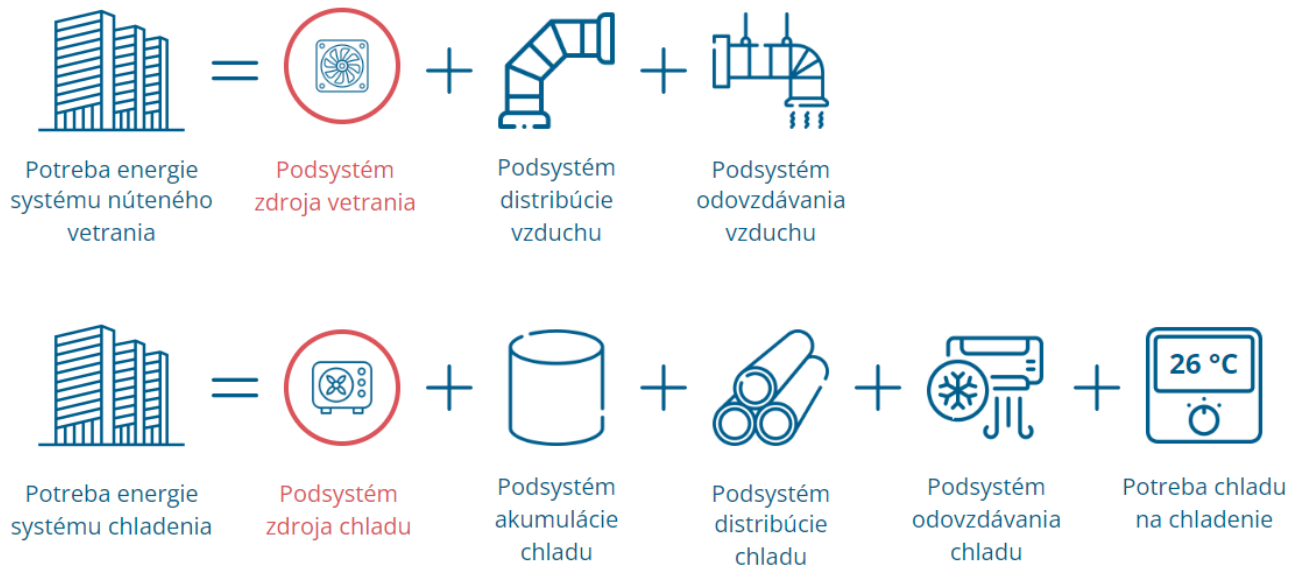 Potreba energie
systému núteného
vetrania
Podsystém
zdroja vetrania
Podsystém
distribúcie
vzduchu
Podsystém
odovzdávania
vzduchu
26 °C
Potreba energie
systému chladenia
Podsystém
zdroja chladu
Podsystém
akumulácie
chladu
Podsystém
distribúcie
chladu
Podsystém
odovzdávania
chladu
Potreba chladu
na chladenie